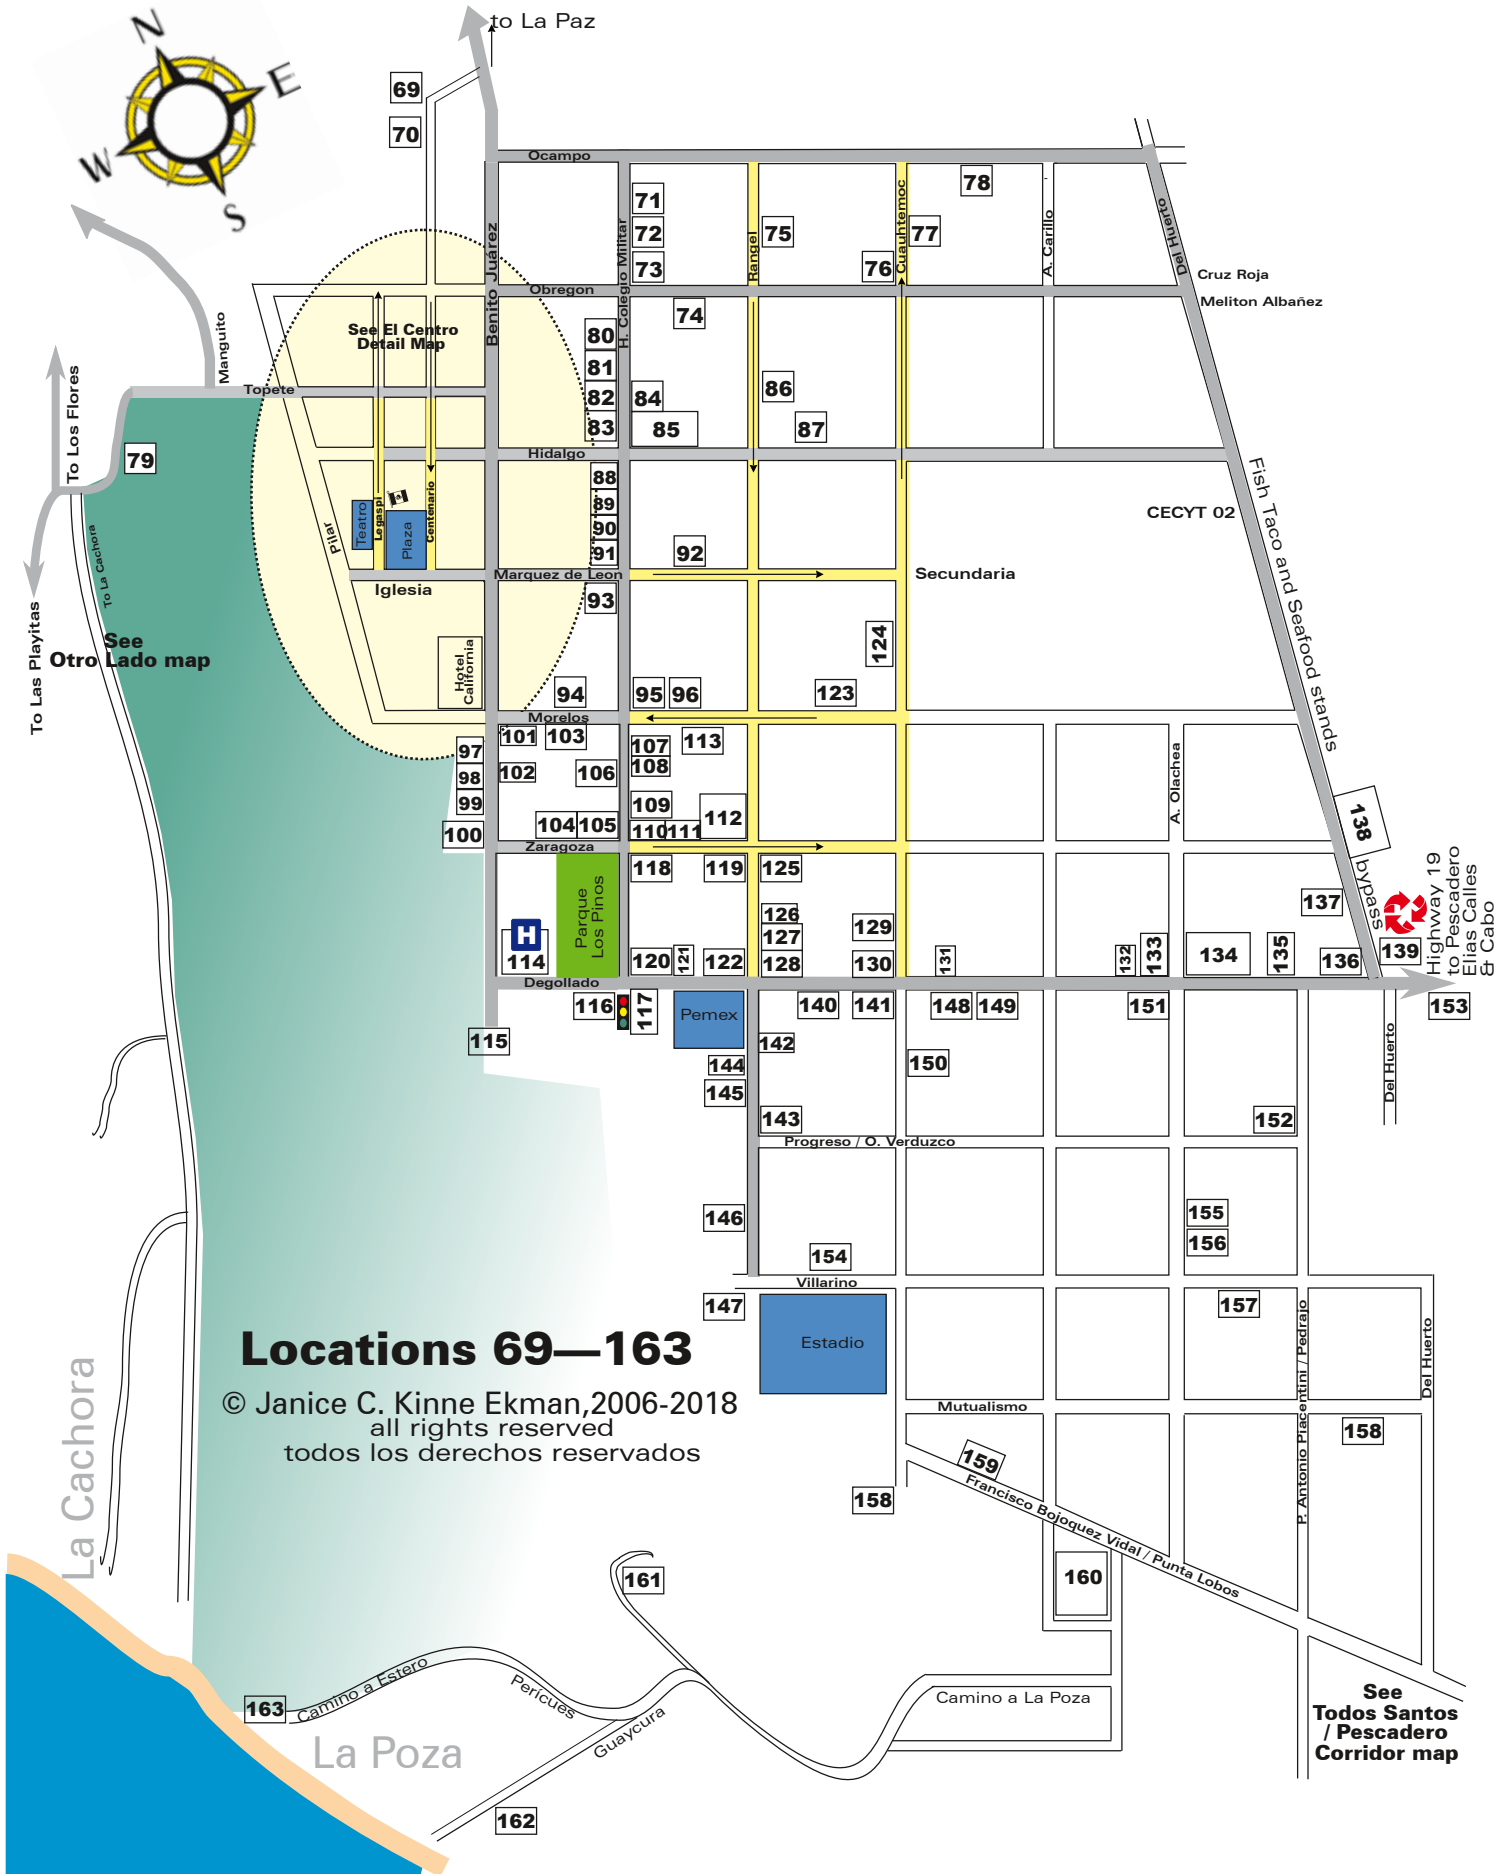 to La Paz
N
E
W
S
69
70
Ocampo
71
72
73
75
76
77
78
Benito Juárez
H. Colegio Militar
Rangel
Cuauhtemoc
A. Carillo
Del Huerto
Cruz Roja
Meliton Albañez
Obregon
74
Manguito
See El Centro
Detail Map
80
81
82
83
84
85
86
87
Topete
To Los Flores
79
Hidalgo
88
89
90
91
92
93
Teatro
Legaspi
Plaza
Centenario
Pilar
CECYT 02
Fish Taco and Seafood stands
Marquez de Leon
Iglesia
Secundaria
To La Cachora
To Las Playitas
See
Otro Lado map
Hotel
California
94
95
96
123
124
Morelos
97
98
99
100
101
102
103
104
105
106
107
108
109
110
111
112
113
A. Olachea
138
bypass
Zaragoza
Parque
Los Pinos
H
114
118
119
120
121
122
125
126
127
128
129
130
131
132
133
134
135
136
137
139
Highway 19
to Pescadero
Elias Calles
& Cabo
Degollado
115
116
117
Pemex
140
141
142
143
144
145
148
149
150
151
152
153
Del Huerto
Progreso / O. Verduzco
146
154
155
156
Villarino
147
Estadio
157
P. Antonio Piacentini / Pedrajo
Del Huerto
Locations 69—163
© Janice C. Kinne Ekman,2006-2018
all rights reserved
todos los derechos reservados
Mutualismo
158
159
Francisco Bojoquez Vidal / Punta Lobos
158
La Cachora
160
161
Camino a Estero
163
Perícues
Guaycura
Camino a La Poza
La Poza
162
See
Todos Santos
/ Pescadero
Corridor map